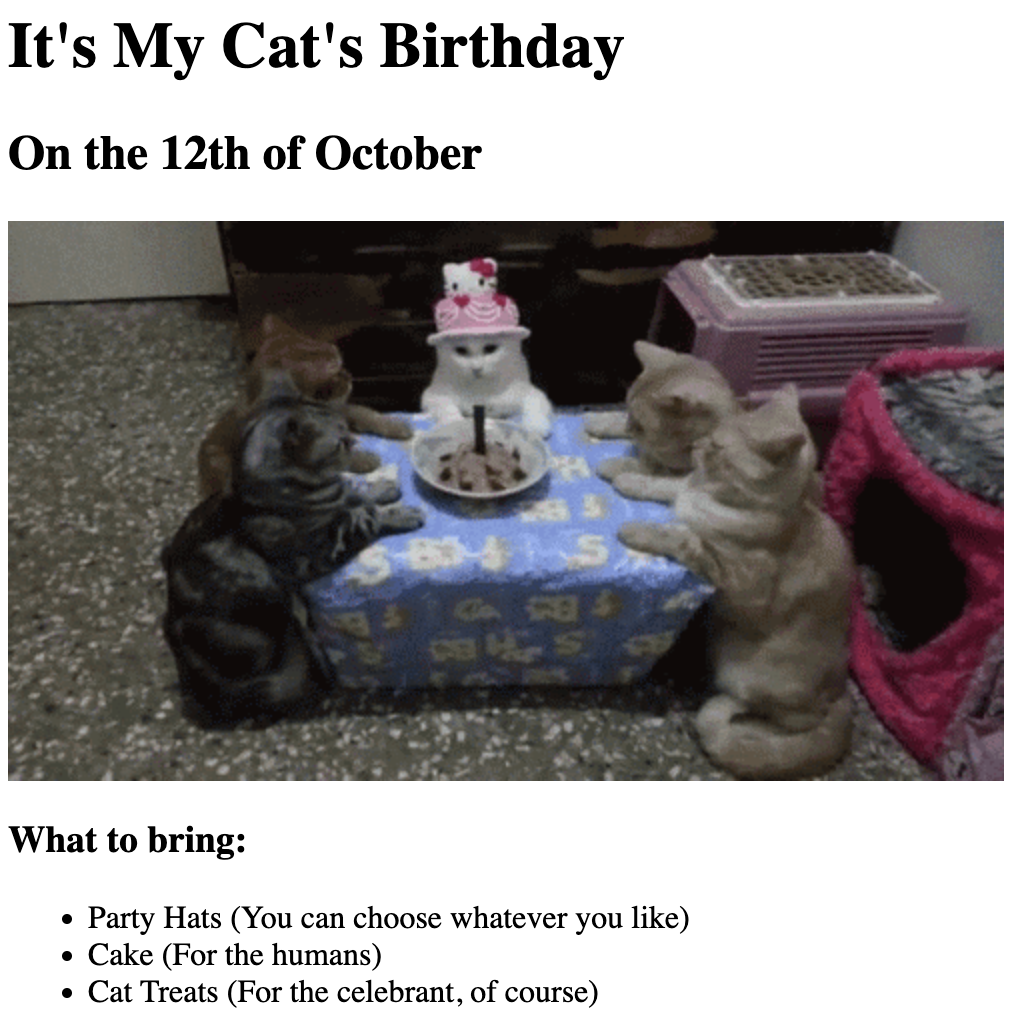 It's My Cat's Birthday
On the 12th of October
What to bring:
Party Hats (You can choose whatever you like)
Cake (For the humans)
Cat Treats (For the celebrant, of course)